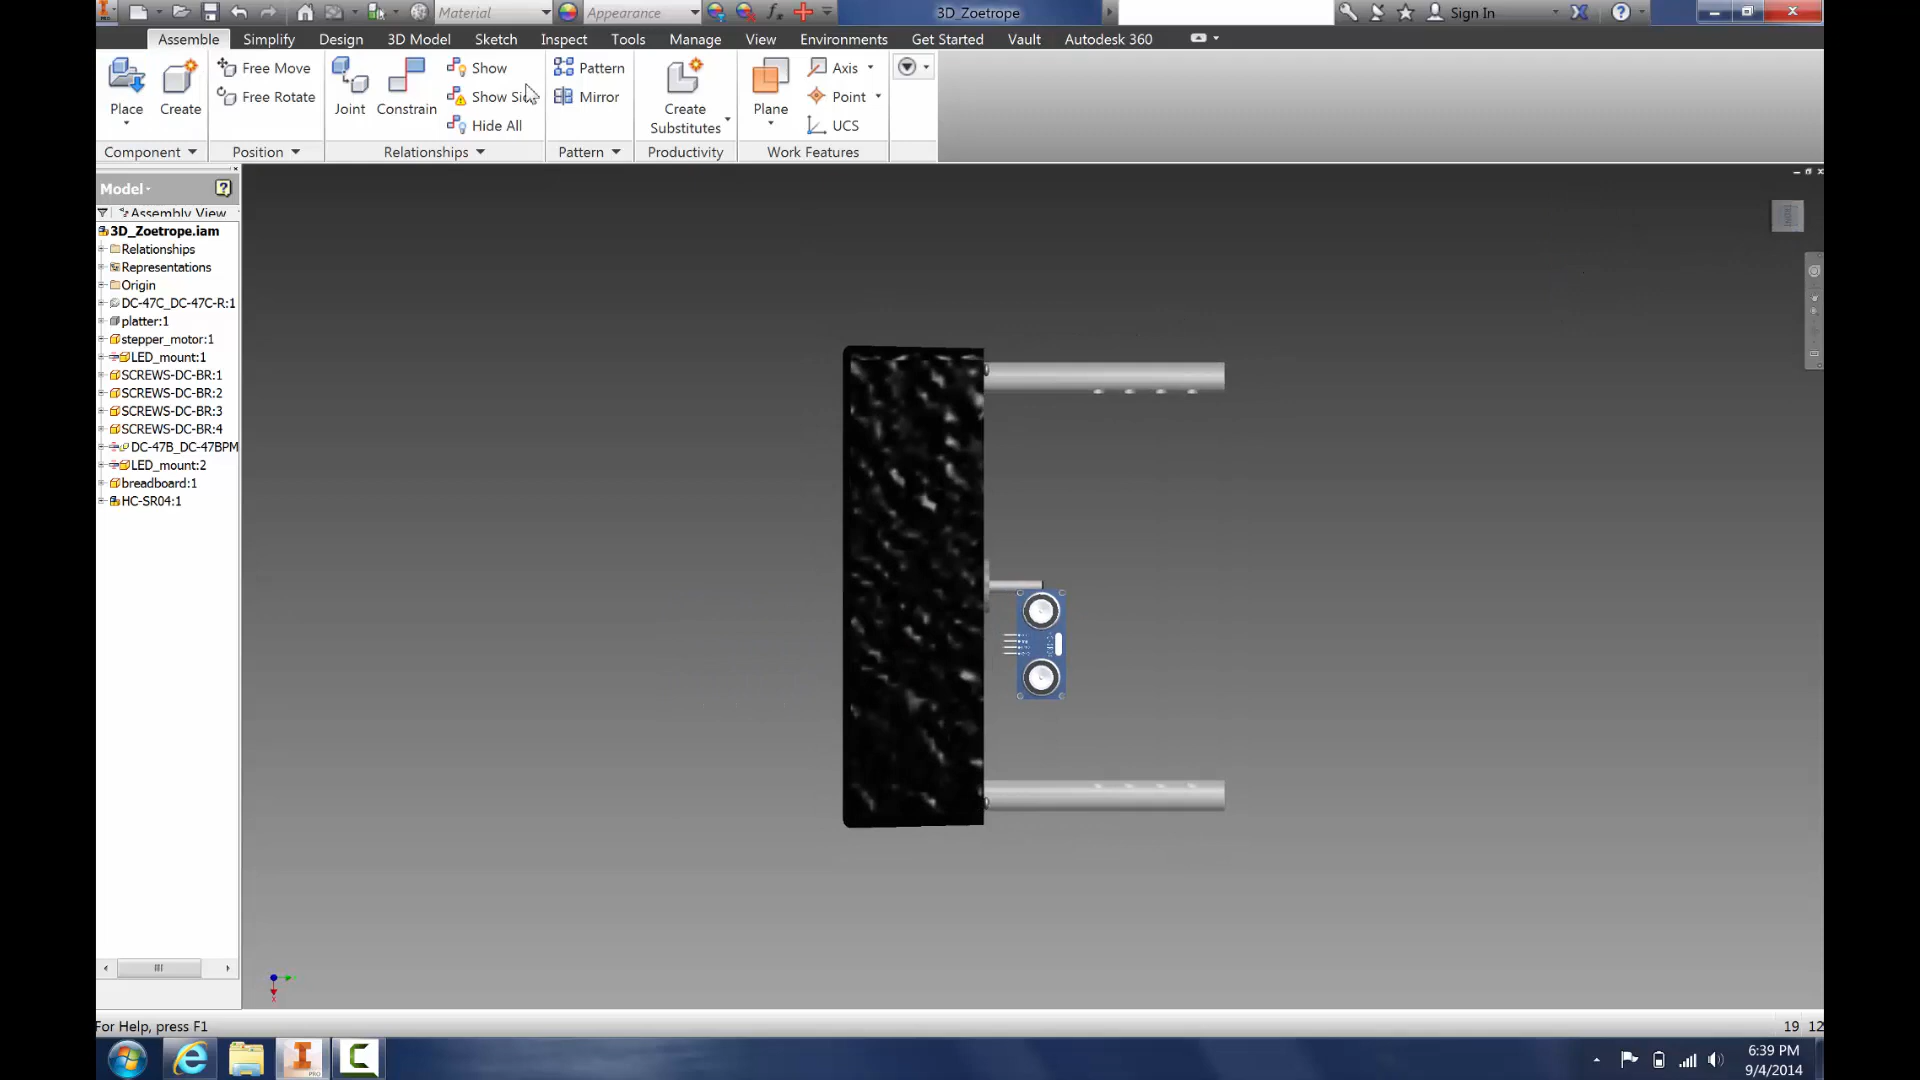 Material
Appearance
3D_Zoetrope
Sign In
PRO
Assemble Simplify Design 3D Model Sketch Inspect Tools Manage View Environments Get Started Vault Autodesk 360
Place
Create
Free Move
Free Rotate
Joint
Constrain
Show
Hide All
Pattern
Mirror
Create
Substitutes
Plane
Axis
Point
UCS
Component Position Relationships Pattern Productivity Work Features
Model
Assembly View
3D_Zoetrope.iam
Relationships
Representations
Origin
DC-47C_DC-47C-R:1
platter:1
stepper_motor:1
LED_mount:1
SCREWS-DC-BR:1
SCREWS-DC-BR:2
SCREWS-DC-BR:3
SCREWS-DC-BR:4
DC-47B_DC-47BPM
LED_mount:2
breadboard:1
HC-SR04:1
x
For Help, press F1
19 12
PRO
6:39 PM
9/4/2014